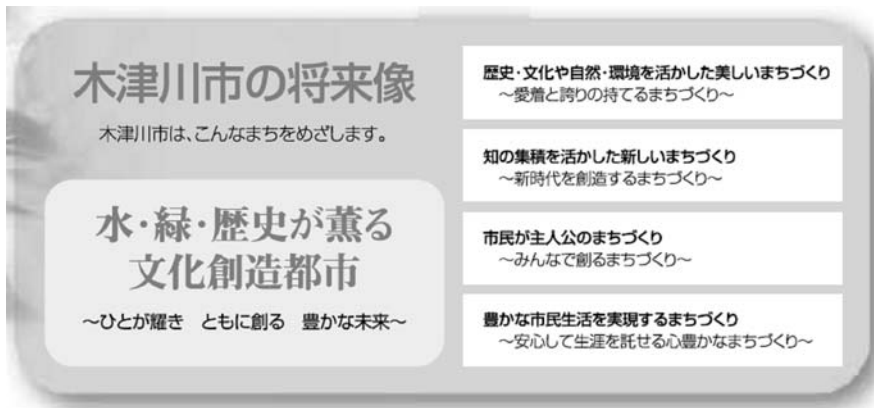 木津川市の将来像
木津川市は、こんなまちをめざします。
水・緑・歴史が薫る
文化創造都市
～ひとが耀き　ともに創る　豊かな未来～
歴史・文化や自然・環境を活かした美しいまちづくり
～愛着と誇りの持てるまちづくり～
知の集積を活かした新しいまちづくり
～新時代を創造するまちづくり～
市民が主人公のまちづくり
～みんなで創るまちづくり～
豊かな市民生活を実現するまちづくり
～安心して生涯を託せる心豊かなまちづくり～